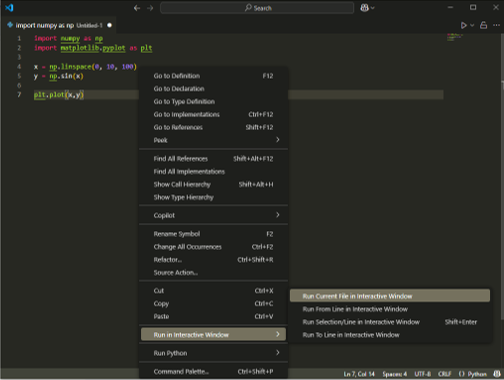 Search
import numpy as np Untitled-1
1 import numpy as np
2 import matplotlib.pyplot as plt
3
4 x = np.linspace(0, 10, 100)
5 y = np.sin(x)
6
7 plt.plot(x,y)
Go to Definition F12
Go to Declaration
Go to Type Definition
Go to Implementations Ctrl+F12
Go to References Shift+F12
Peek
Find All References Shift+Alt+F12
Find All Implementations
Show Call Hierarchy Shift+Alt+H
Show Type Hierarchy
Copilot
Rename Symbol F2
Change All Occurrences Ctrl+F2
Refactor... Ctrl+Shift+R
Source Action...
Cut Ctrl+X
Copy Ctrl+C
Paste Ctrl+V
Run in Interactive Window
Run Current File in Interactive Window
Run From Line in Interactive Window
Run Selection/Line in Interactive Window Shift+Enter
Run To Line in Interactive Window
Run Python
Command Palette... Ctrl+Shift+P
Ln 7, Col 14 Spaces: 4 UTF-8 CRLF {} Python